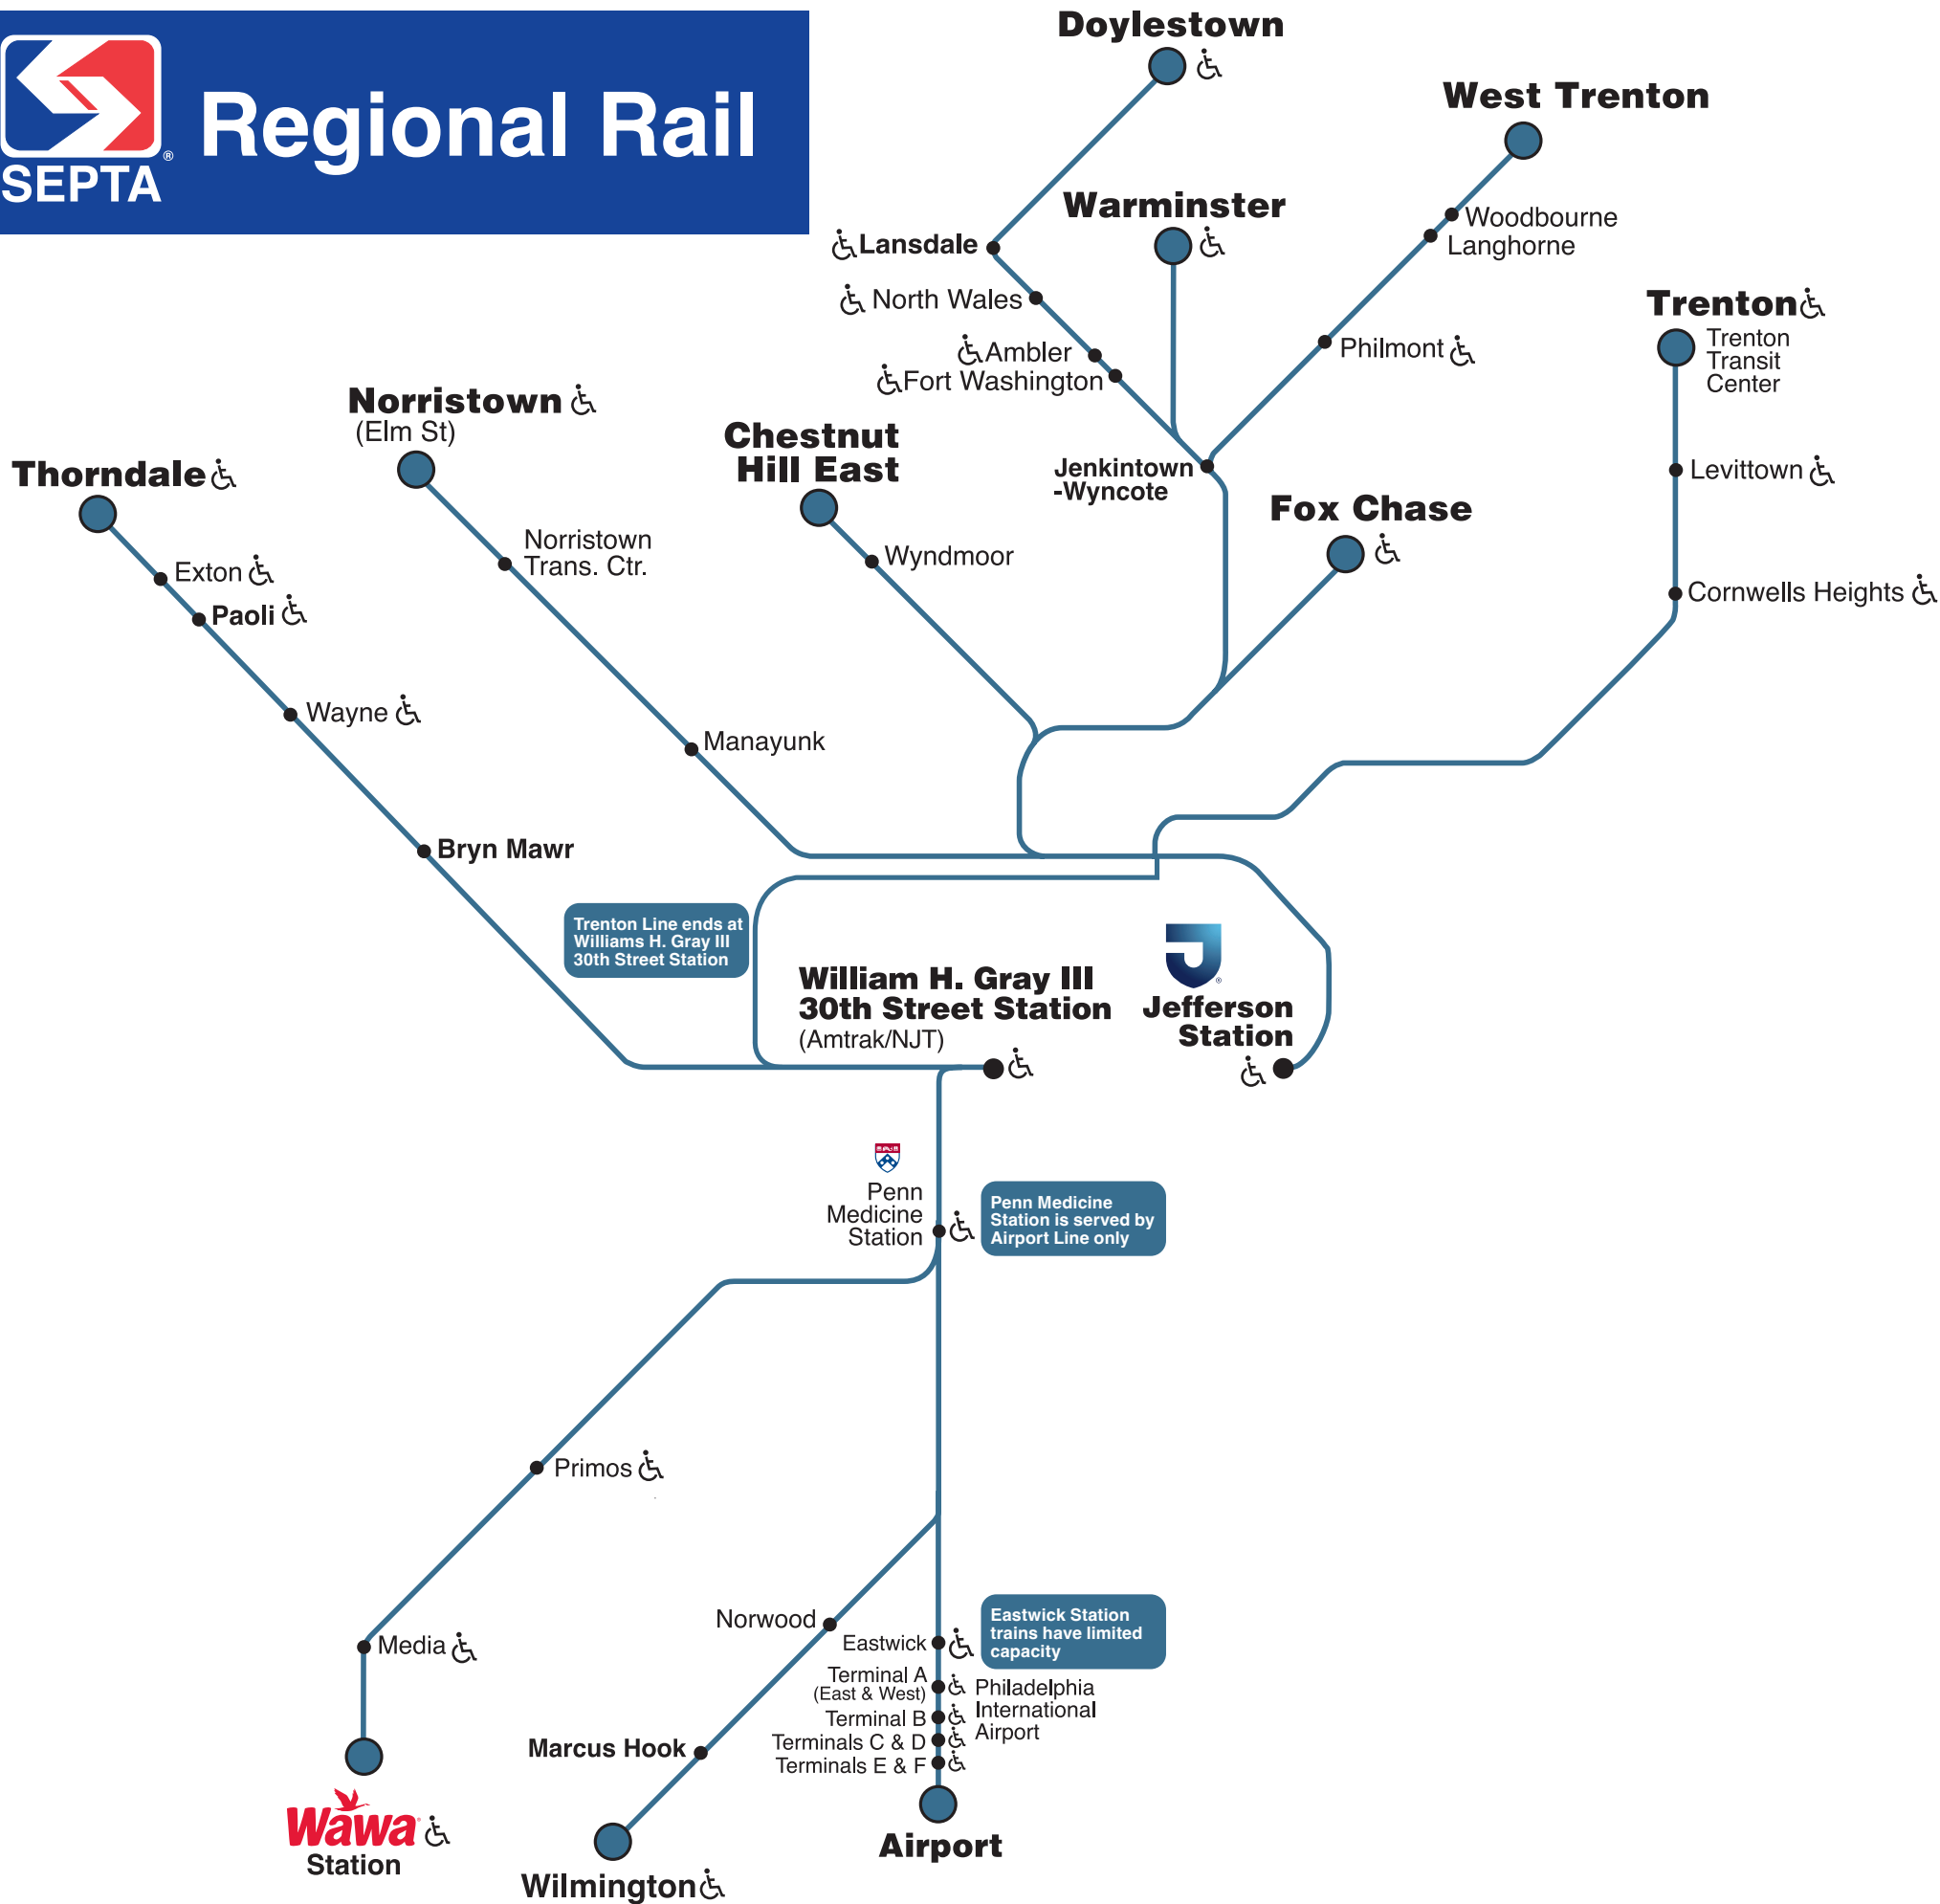 SEPTA
®
Regional Rail
Doylestown
West Trenton
Warminster
Woodbourne
Langhorne
Lansdale
North Wales
Trenton
Trenton
Transit
Center
Ambler
Fort Washington
Philmont
Norristown
(Elm St)
Chestnut
Hill East
Jenkintown
-Wyncote
Levittown
Thorndale
Fox Chase
Norristown
Trans. Ctr.
Wyndmoor
Exton
Paoli
Cornwells Heights
Wayne
Manayunk
Bryn Mawr
Trenton Line ends at
Williams H. Gray III
30th Street Station
William H. Gray III
30th Street Station
(Amtrak/NJT)
®
Jefferson
Station
Penn
Medicine
Station
Penn Medicine
Station is served by
Airport Line only
Primos
Norwood
Eastwick
Eastwick Station
trains have limited
capacity
Media
Terminal A
(East & West)
Terminal B
Terminals C & D
Terminals E & F
Philadelphia
International
Airport
Marcus Hook
Wawa
Station
Airport
Wilmington